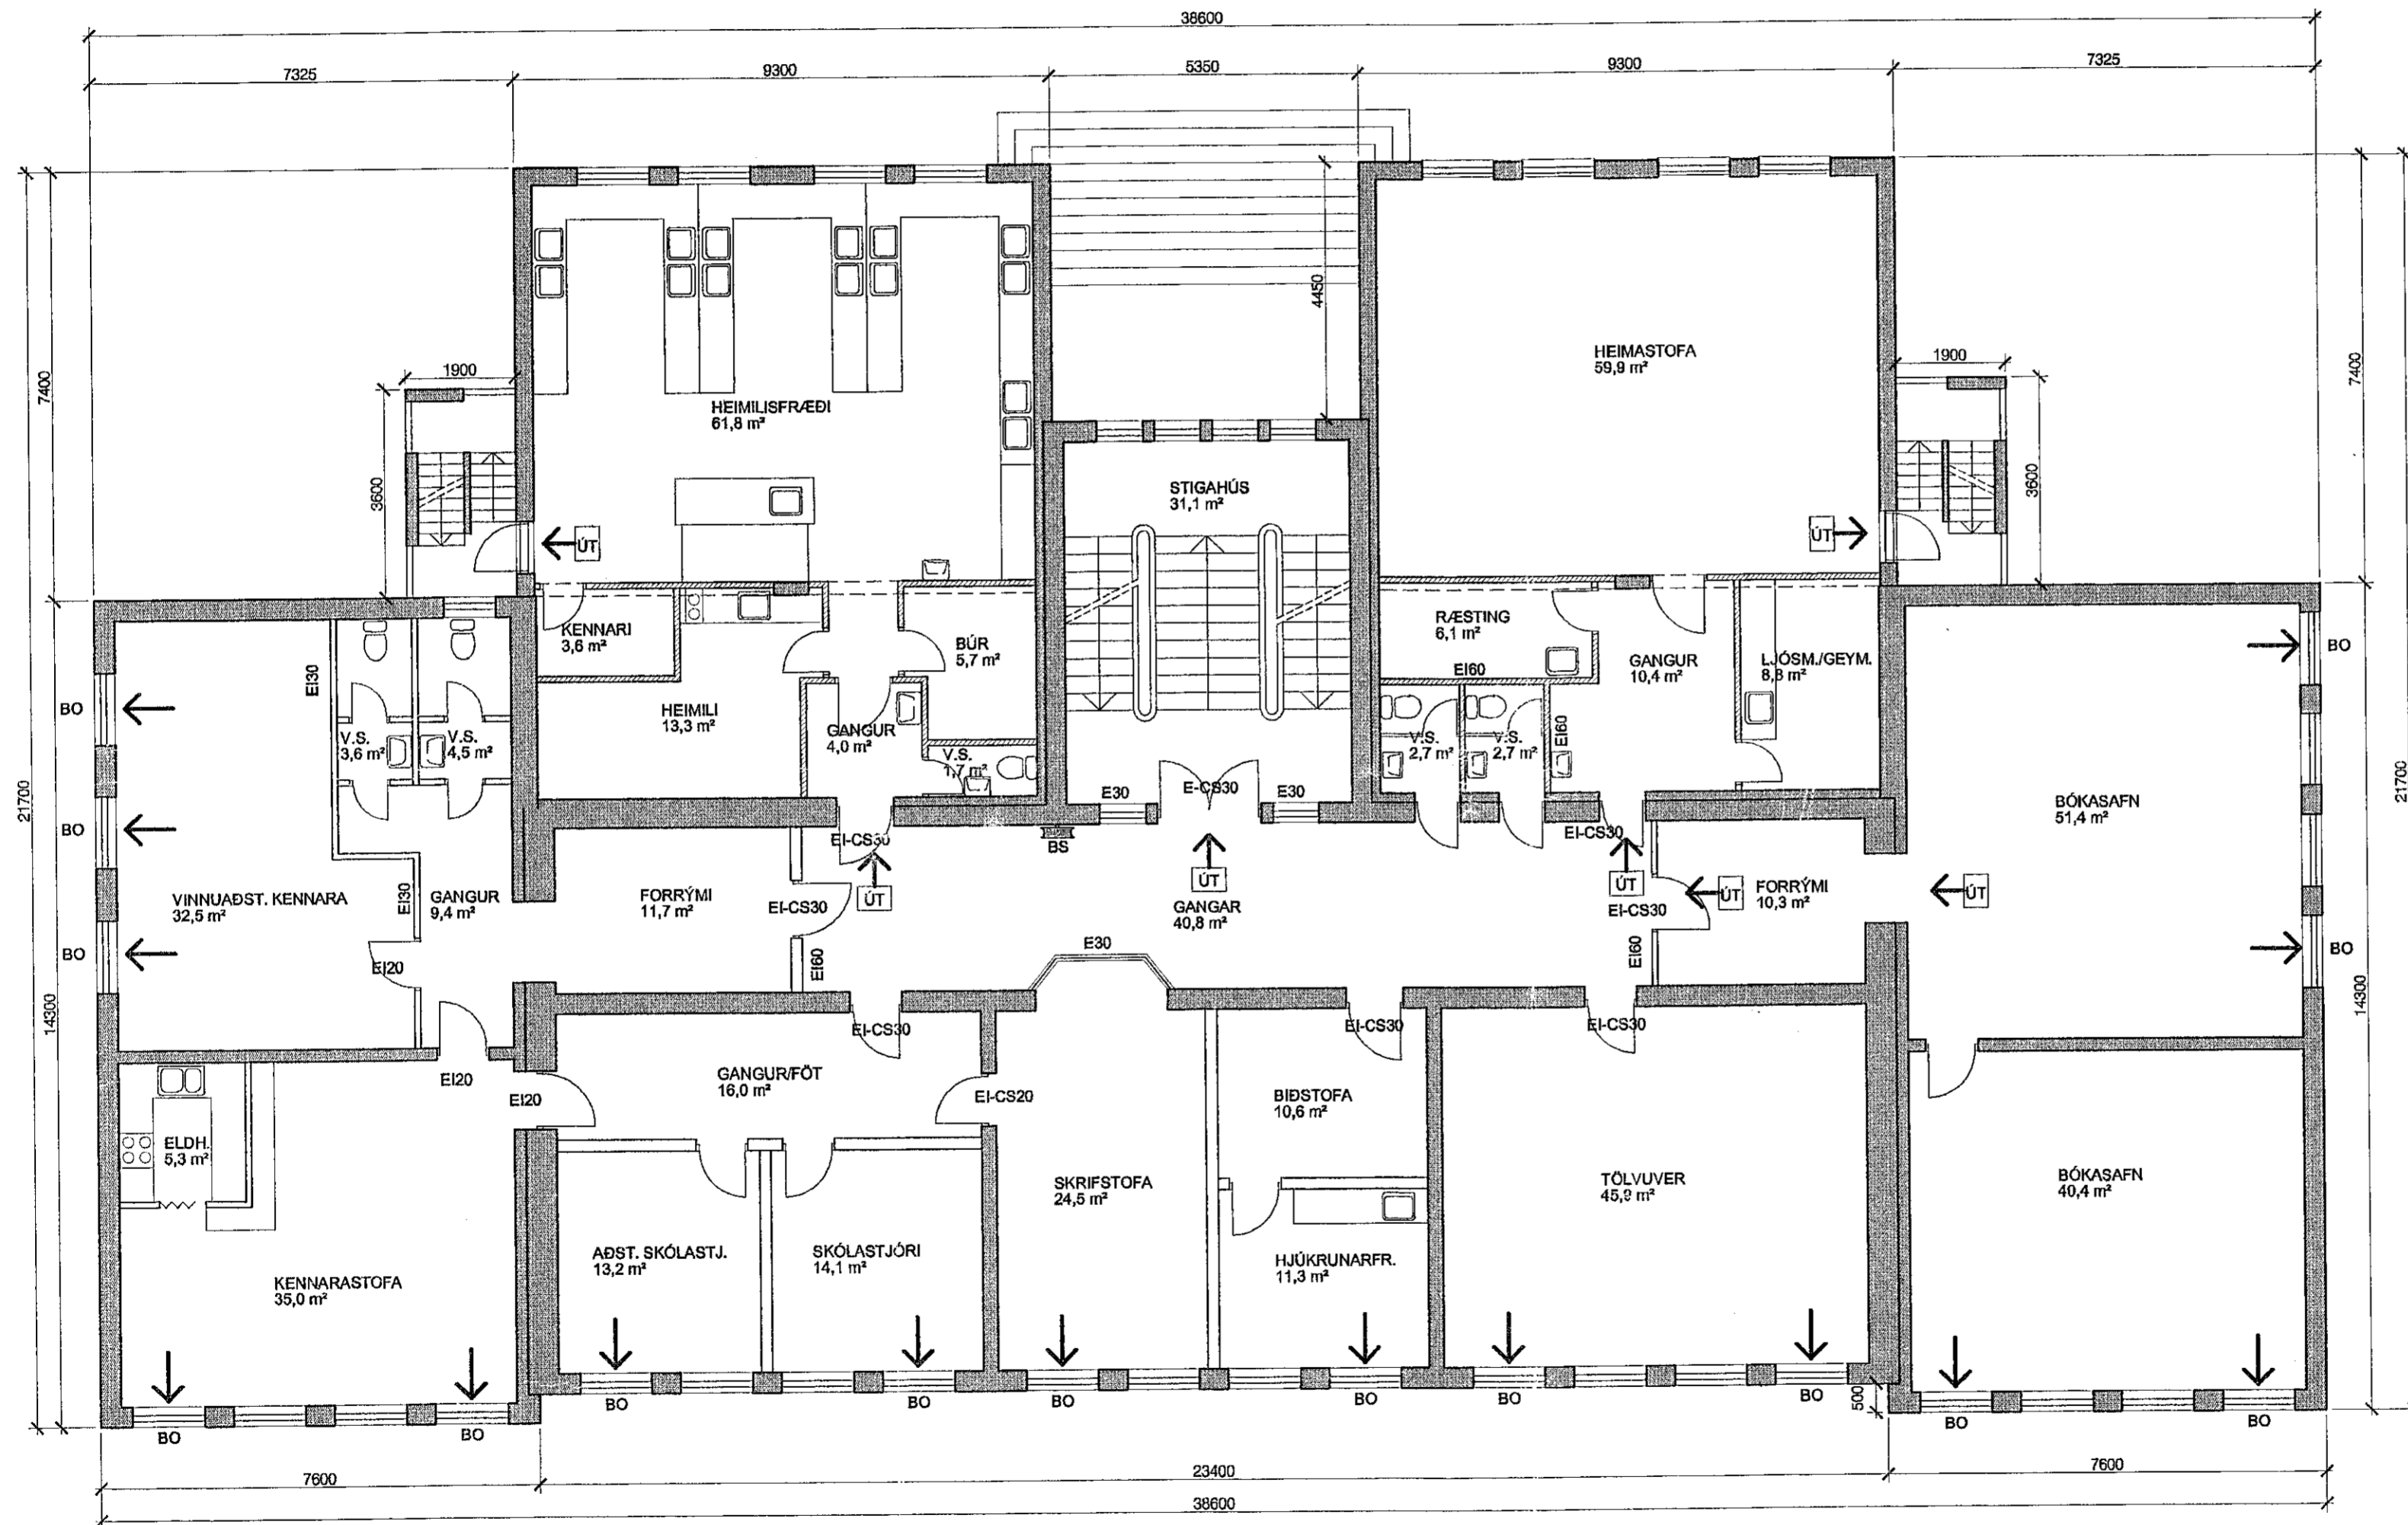 38600
7325
9300
5350
9300
7325
7400
21700
3600
14300
1900
4450
1900
3600
7400
21700
14300
HEIMILISFRÆÐI
61,8 m²
HEIMASTOFA
59,9 m²
STIGAHÚS
31,1 m²
ÚT
ÚT
KENNARI
3,6 m²
BÚR
5,7 m²
RÆSTING
6,1 m²
EI60
GANGUR
10,4 m²
LJÓSM./GEYM.
8,8 m²
BO
EI30
BO
HEIMILI
13,3 m²
GANGUR
4,0 m²
V.S.
3,6 m²
V.S.
4,5 m²
V.S.
1,7 m²
V.S.
2,7 m²
V.S.
2,7 m²
EI60
E30
E-CS30
E30
BO
BÓKASAFN
51,4 m²
EI-CS30
BS
EI-CS30
VINNUAÐST. KENNARA
32,5 m²
EI30
GANGUR
9,4 m²
FORRÝMI
11,7 m²
EI-CS30
ÚT
ÚT
GANGAR
40,8 m²
ÚT
EI-CS30
ÚT
FORRÝMI
10,3 m²
ÚT
BO
EI20
EI60
E30
EI60
BO
EI-CS30
EI-CS30
EI-CS30
EI20
EI20
GANGUR/FÖT
16,0 m²
EI-CS20
BIÐSTOFA
10,6 m²
ELDH.
5,3 m²
SKRIFSTOFA
24,5 m²
TÖLVUVER
45,9 m²
BÓKASAFN
40,4 m²
AÐST. SKÓLASTJ.
13,2 m²
SKÓLASTJÓRI
14,1 m²
HJÚKRUNARFR.
11,3 m²
KENNARASTOFA
35,0 m²
BO
BO
BO
BO
BO
BO
BO
BO
500
BO
BO
7600
23400
7600
38600